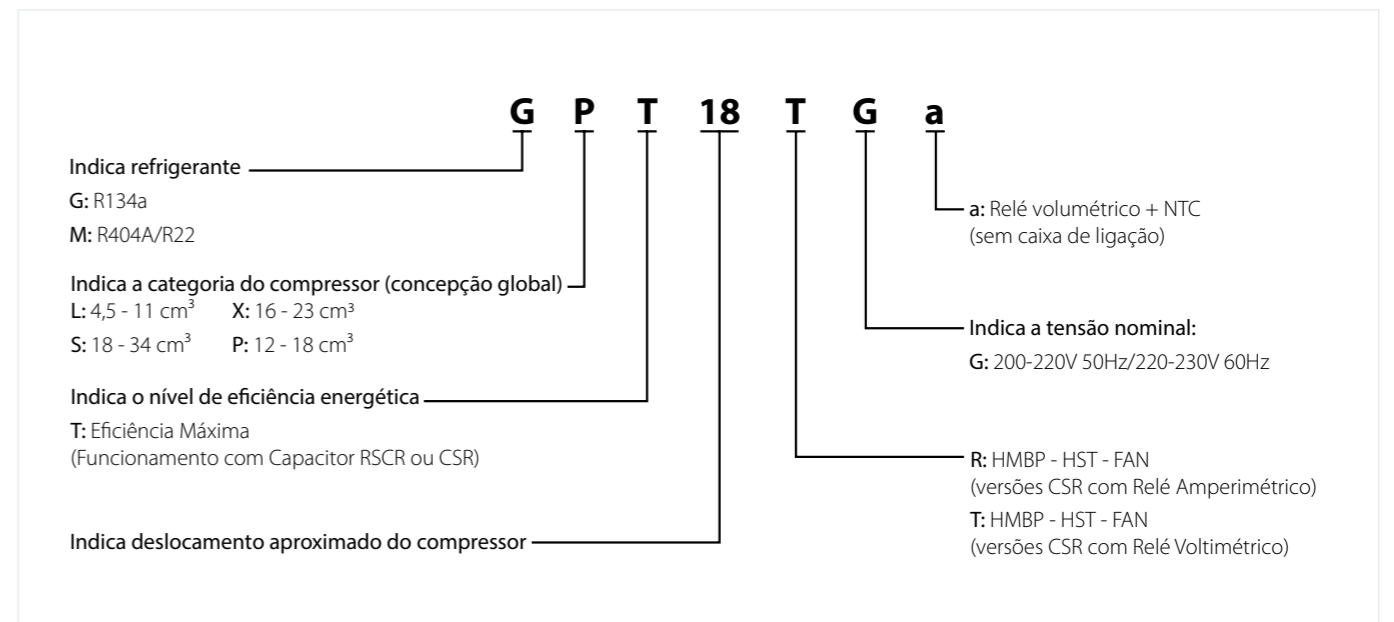 G P T 18 T G a
Indica refrigerante
G: R134a
M: R404A/R22
Indica a categoria do compressor (concepção global)
L: 4,5 - 11 cm³ X: 16 - 23 cm³
S: 18 - 34 cm³ P: 12 - 18 cm³
Indica o nível de eficiência energética
T: Eficiência Máxima
(Funcionamento com Capacitor RSCR ou CSR)
Indica deslocamento aproximado do compressor
a: Relé volumétrico + NTC
(sem caixa de ligação)
Indica a tensão nominal:
G: 200-220V 50Hz/220-230V 60Hz
R: HMBP - HST - FAN
(versões CSR com Relé Amperimétrico)
T: HMBP - HST - FAN
(versões CSR com Relé Voltimétrico)